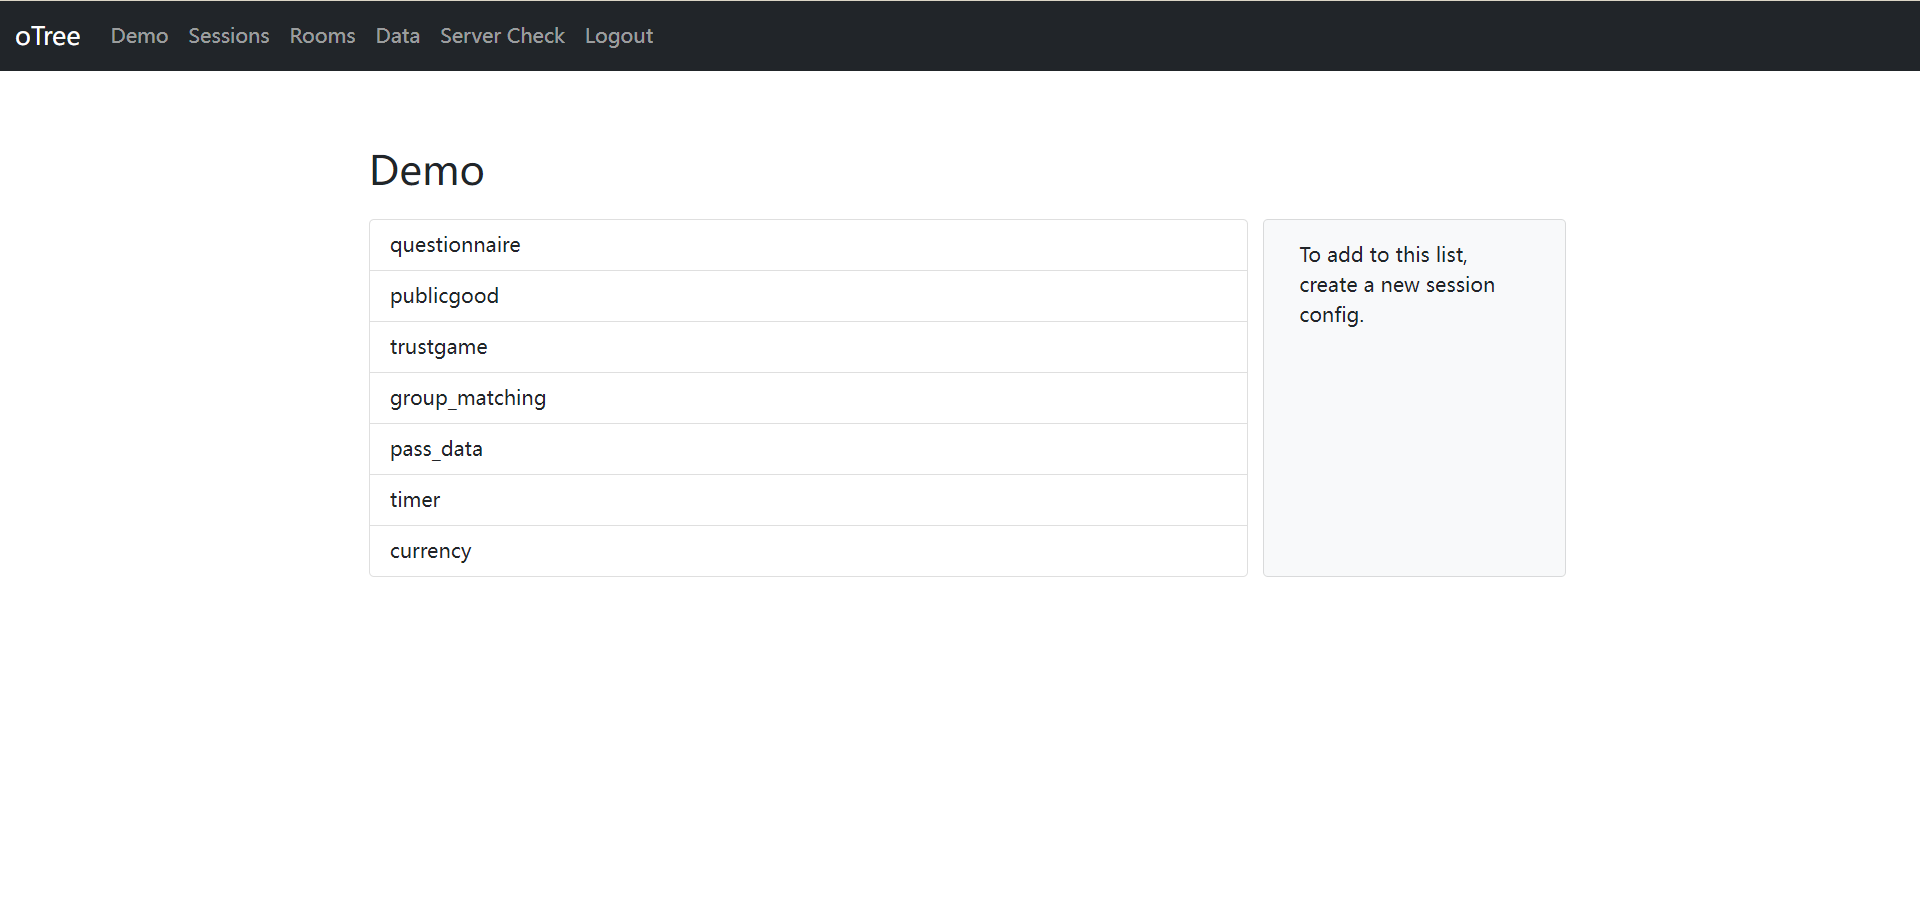 oTree Demo Sessions Rooms Data Server Check Logout
Demo
questionnaire
publicgood
trustgame
group_matching
pass_data
timer
currency
To add to this list,
create a new session
config.